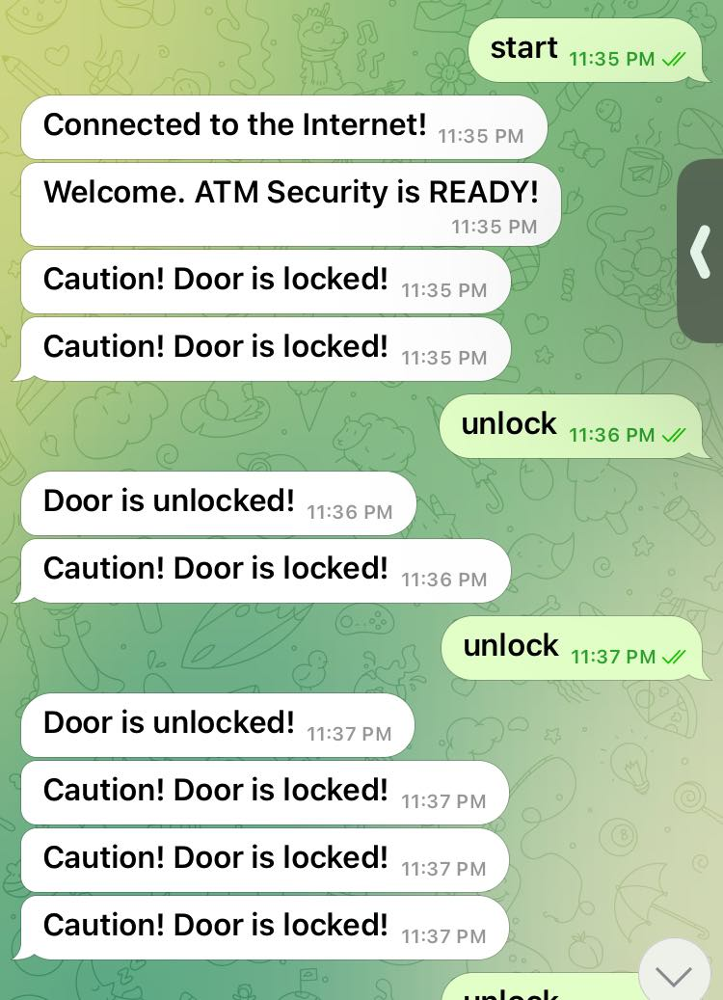 start 11:35 PM
Connected to the Internet! 11:35 PM
Welcome. ATM Security is READY!
11:35 PM
Caution! Door is locked! 11:35 PM
Caution! Door is locked! 11:35 PM
unlock 11:36 PM
Door is unlocked! 11:36 PM
Caution! Door is locked! 11:36 PM
unlock 11:37 PM
Door is unlocked! 11:37 PM
Caution! Door is locked! 11:37 PM
Caution! Door is locked! 11:37 PM
Caution! Door is locked! 11:37 PM
unlock